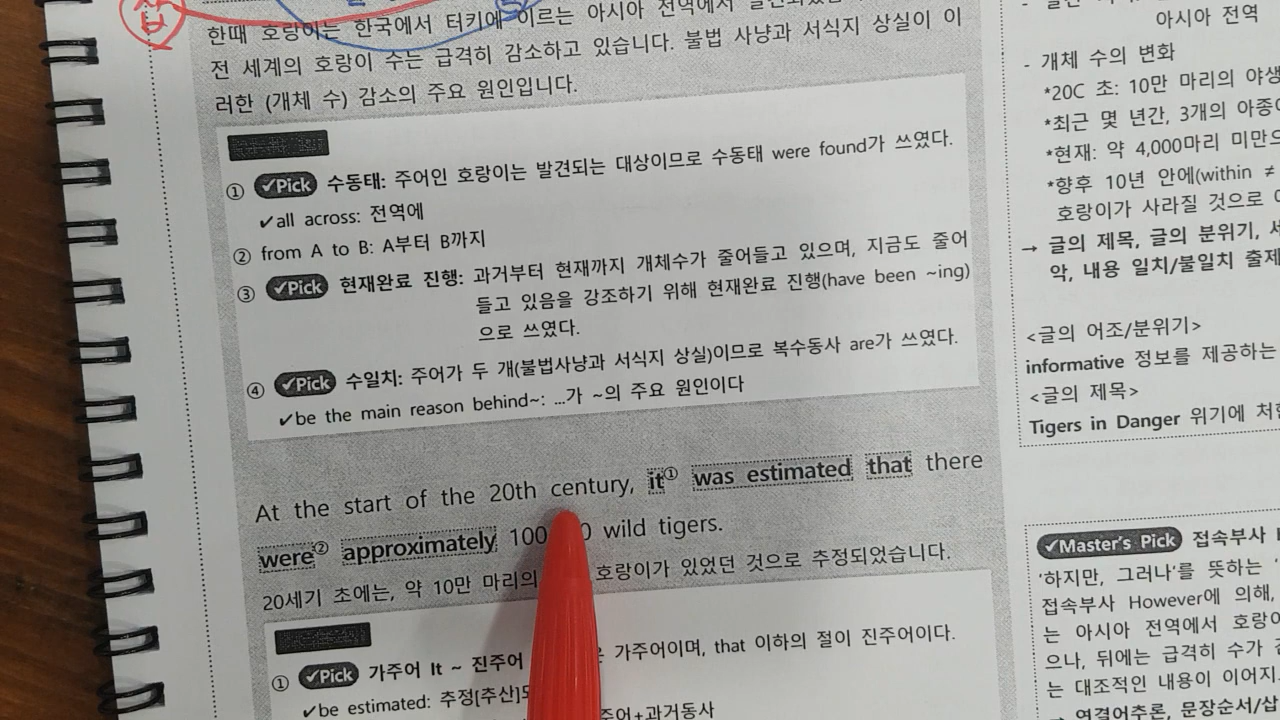 삽
한때 호랑이는 한국에서 터키에 이르는 아시아 전역에서
전 세계의 호랑이 수는 급격히 감소하고 있습니다. 불법 사냥과 서식지 상실이 이
러한 (개체 수) 감소의 주요 원인입니다.
① ✓Pick 수동태: 주어인 호랑이는 발견되는 대상이므로 수동태 were found가 쓰였다.
✓all across: 전역에
② from A to B: A부터 B까지
③ ✓Pick 현재완료 진행: 과거부터 현재까지 개체수가 줄어들고 있으며, 지금도 줄어
들고 있음을 강조하기 위해 현재완료 진행(have been ~ing)
으로 쓰였다.
④ ✓Pick 수일치: 주어가 두 개(불법사냥과 서식지 상실)이므로 복수동사 are가 쓰였다.
✓be the main reason behind~: ...가 ~의 주요 원인이다
At the start of the 20th century, it① was estimated that there
were② approximately 100 0 wild tigers.
20세기 초에는, 약 10만 마리의 호랑이가 있었던 것으로 추정되었습니다.
① ✓Pick 가주어 It ~ 진주어 가주어이며, that 이하의 절이 진주어이다.
✓be estimated: 추정[추산]되
주어+과거동사
아시아 전역
- 개체 수의 변화
*20C 초: 10만 마리의 야생
*최근 몇 년간, 3개의 아종이
*현재: 약 4,000마리 미만으
*향후 10년 안에(within ≠
호랑이가 사라질 것으로
→ 글의 제목, 글의 분위기,
약, 내용 일치/불일치 출제
<글의 어조/분위기>
informative 정보를 제공하는
<글의 제목>
Tigers in Danger 위기에 처한
✓Master's Pick 접속부사
'하지만, 그러나'를 뜻하는
접속부사 However에 의해,
는 아시아 전역에서 호랑이
으나, 뒤에는 급격히 수가
는 대조적인 내용이 이어지
→ 연결어추론, 문장순서/삽